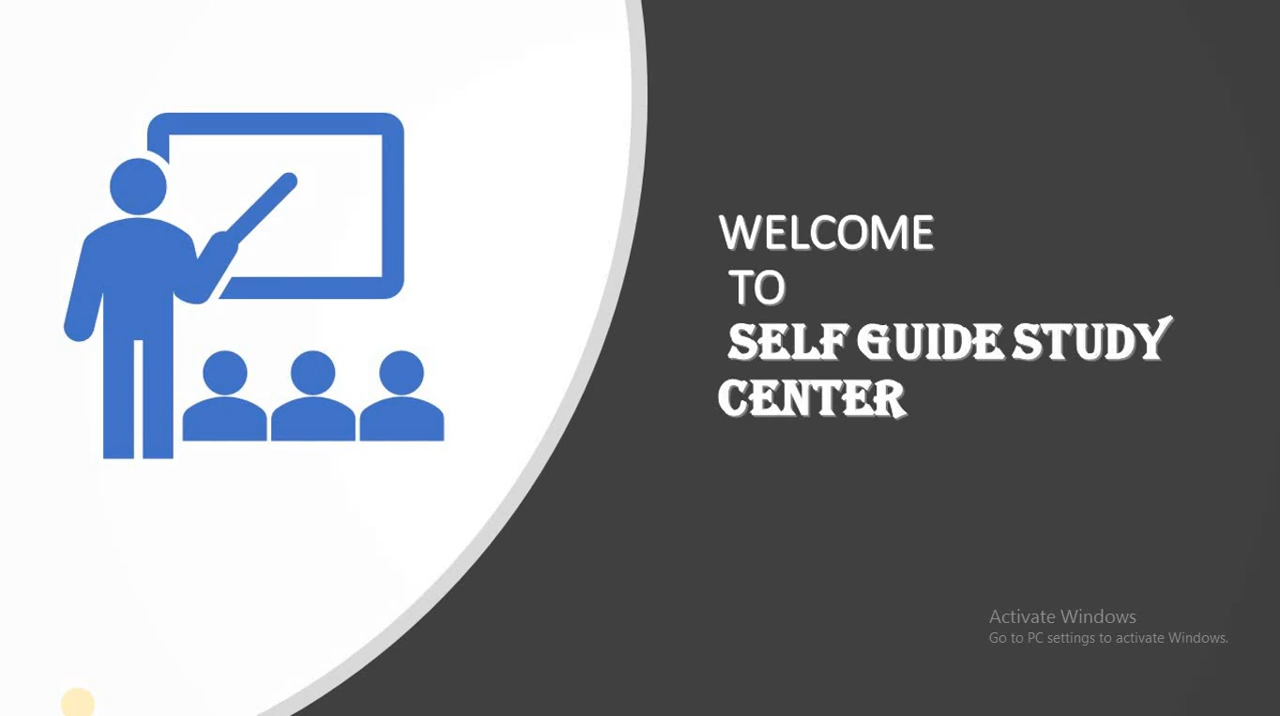 WELCOME
TO
SELF GUIDE STUDY
CENTER
Activate Windows
Go to PC settings to activate Windows.